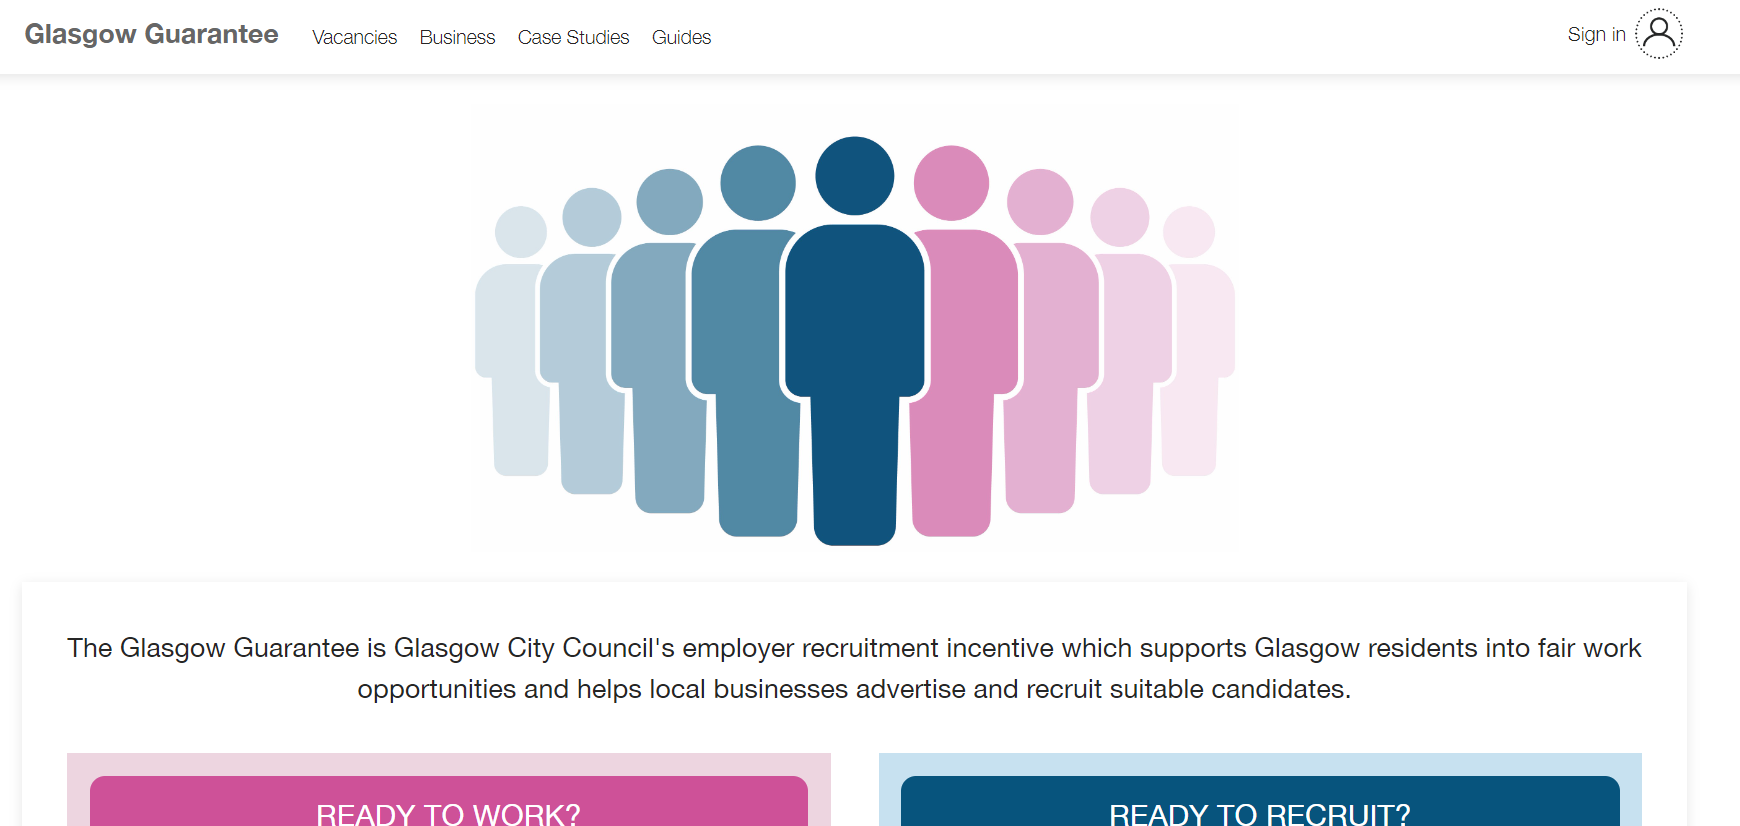 Glasgow Guarantee
Vacancies Business Case Studies Guides
Sign in
The Glasgow Guarantee is Glasgow City Council's employer recruitment incentive which supports Glasgow residents into fair work
opportunities and helps local businesses advertise and recruit suitable candidates.
READY TO WORK?
READY TO RECRUIT?